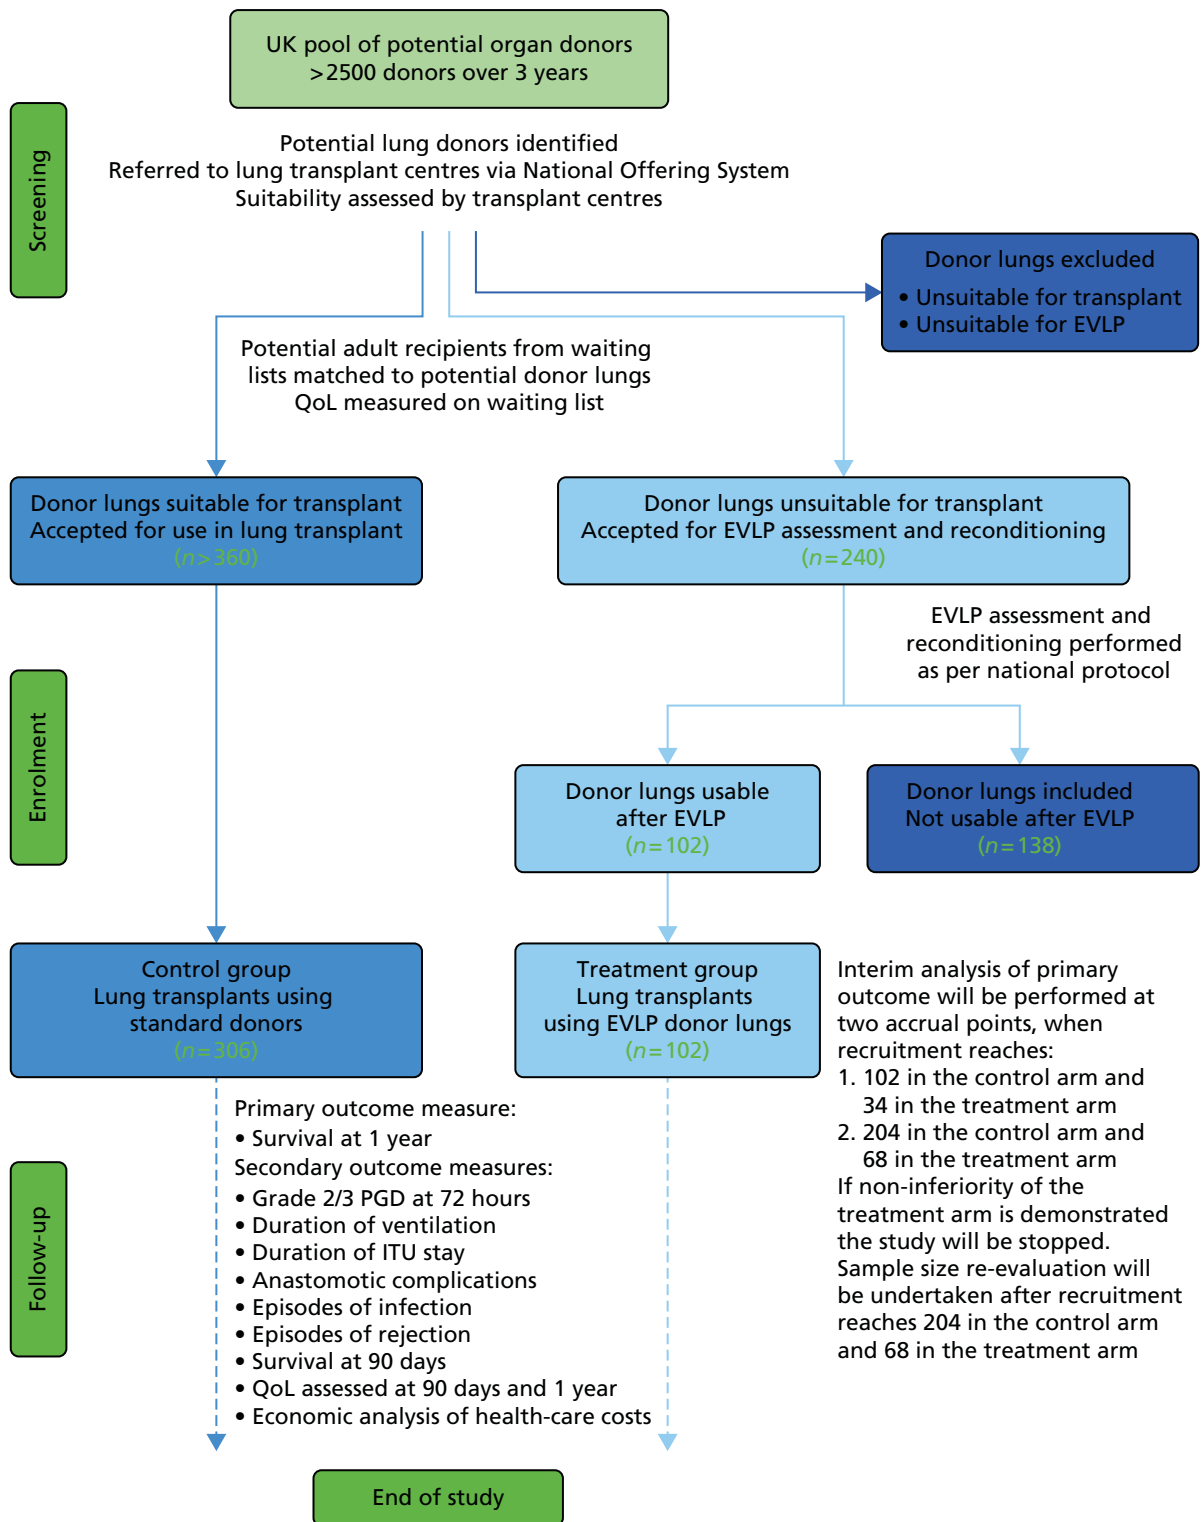 UK pool of potential organ donors
>2500 donors over 3 years
Screening
Potential lung donors identified
Referred to lung transplant centres via National Offering System
Suitability assessed by transplant centres
Donor lungs excluded
• Unsuitable for transplant
• Unsuitable for EVLP
Potential adult recipients from waiting
lists matched to potential donor lungs
QoL measured on waiting list
Donor lungs suitable for transplant
Accepted for use in lung transplant
(n>360)
Donor lungs unsuitable for transplant
Accepted for EVLP assessment and reconditioning
(n=240)
EVLP assessment and
reconditioning performed
as per national protocol
Enrolment
Donor lungs usable
after EVLP
(n=102)
Donor lungs included
Not usable after EVLP
(n=138)
Control group
Lung transplants using
standard donors
(n=306)
Treatment group
Lung transplants
using EVLP donor lungs
(n=102)
Interim analysis of primary
outcome will be performed at
two accrual points, when
recruitment reaches:
1. 102 in the control arm and
34 in the treatment arm
2. 204 in the control arm and
68 in the treatment arm
If non-inferiority of the
treatment arm is demonstrated
the study will be stopped.
Sample size re-evaluation will
be undertaken after recruitment
reaches 204 in the control arm
and 68 in the treatment arm
Follow-up
Primary outcome measure:
• Survival at 1 year
Secondary outcome measures:
• Grade 2/3 PGD at 72 hours
• Duration of ventilation
• Duration of ITU stay
• Anastomotic complications
• Episodes of infection
• Episodes of rejection
• Survival at 90 days
• QoL assessed at 90 days and 1 year
• Economic analysis of health-care costs
End of study